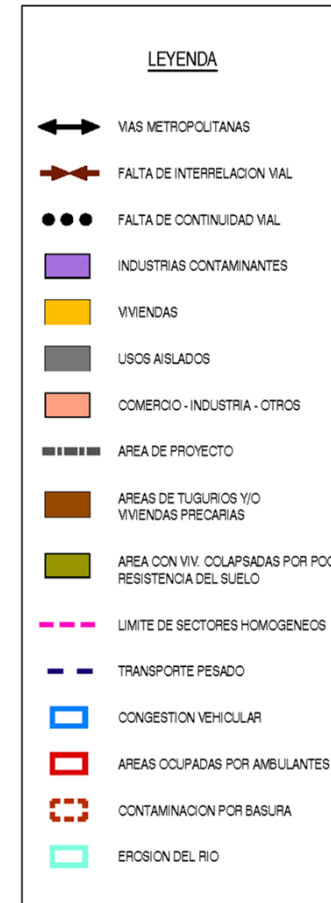 LEYENDA
VIAS METROPOLITANAS
FALTA DE INTERRELACION VIAL
FALTA DE CONTINUIDAD VIAL
INDUSTRIAS CONTAMINANTES
VIVIENDAS
USOS AISLADOS
COMERCIO - INDUSTRIA - OTROS
AREA DE PROYECTO
AREAS DE TUGURIOS Y/O
VIVIENDAS PRECARIAS
AREA CON VIV. COLAPSADAS POR POC
RESISTENCIA DEL SUELO
LIMITE DE SECTORES HOMOGENEOS
TRANSPORTE PESADO
CONGESTION VEHICULAR
AREAS OCUPADAS POR AMBULANTES
CONTAMINACION POR BASURA
EROSION DEL RIO